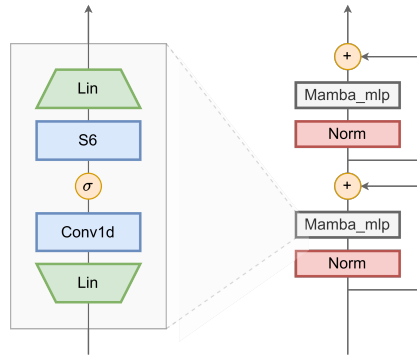 Lin
S6
σ
Conv1d
Lin
+
Mamba_mlp
Norm
+
Mamba_mlp
Norm